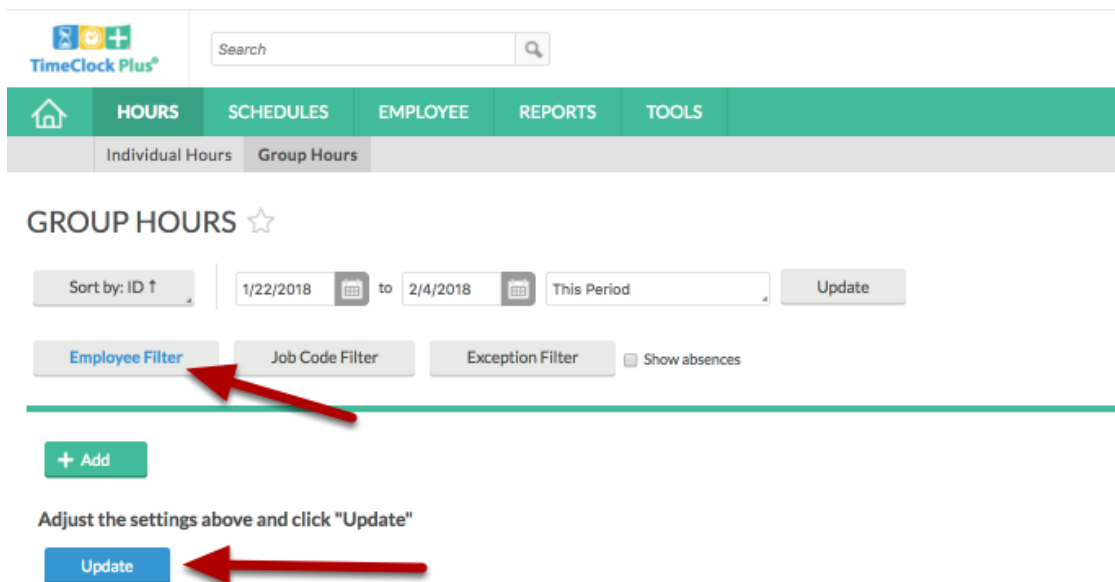 TimeClock Plus®
Search
HOURS SCHEDULES EMPLOYEE REPORTS TOOLS
Individual Hours Group Hours
GROUP HOURS
Sort by: ID ↑ 1/22/2018 to 2/4/2018 This Period Update
Employee Filter Job Code Filter Exception Filter Show absences
+ Add
Adjust the settings above and click "Update"
Update